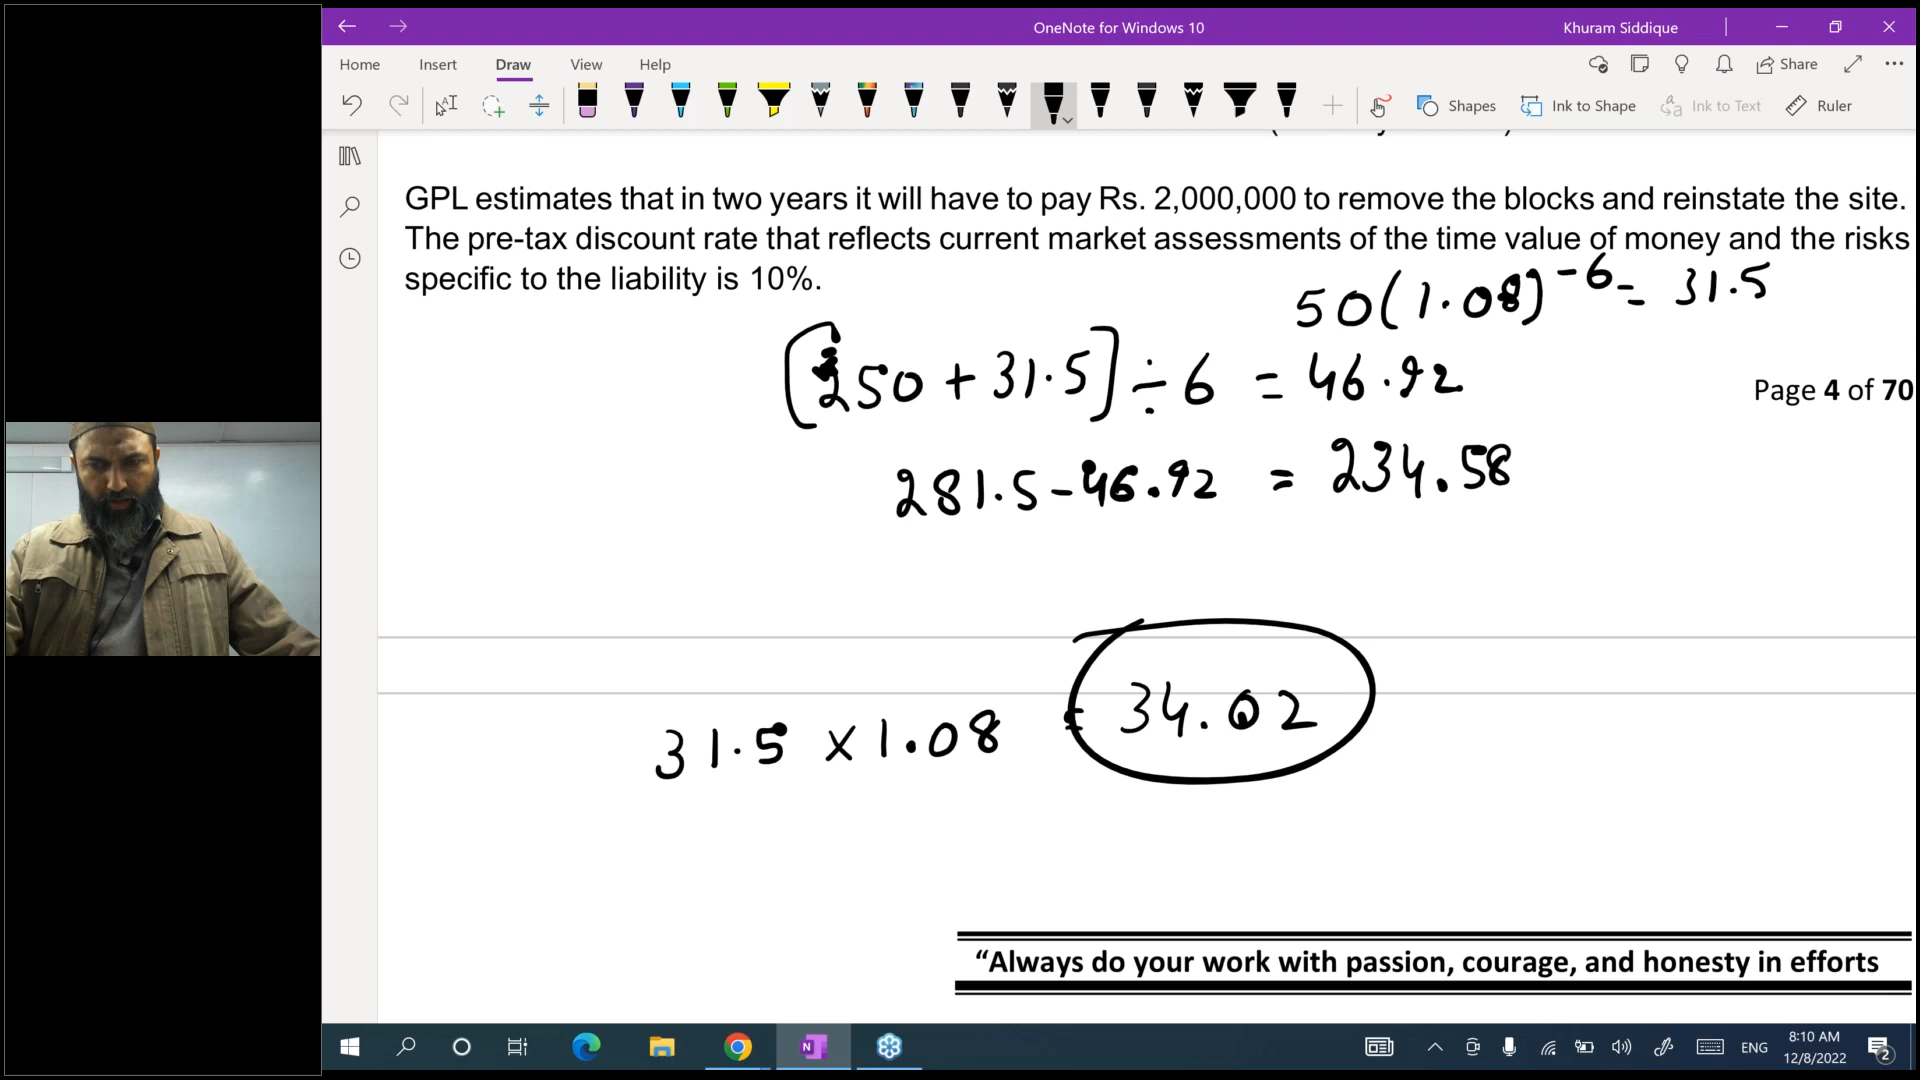 OneNote for Windows 10
Khuram Siddique
Home Insert Draw View Help
Share
Shapes Ink to Shape Ink to Text Ruler
GPL estimates that in two years it will have to pay Rs. 2,000,000 to remove the blocks and reinstate the site.
The pre-tax discount rate that reflects current market assessments of the time value of money and the risks
specific to the liability is 10%.
50(1.08)^-6 = 31.5
[250 + 31.5] ÷ 6 = 46.92
Page 4 of 70
281.5 - 46.92 = 234.58
31.5 × 1.08 = 34.02
“Always do your work with passion, courage, and honesty in efforts
N
ENG
8:10 AM
12/8/2022
2